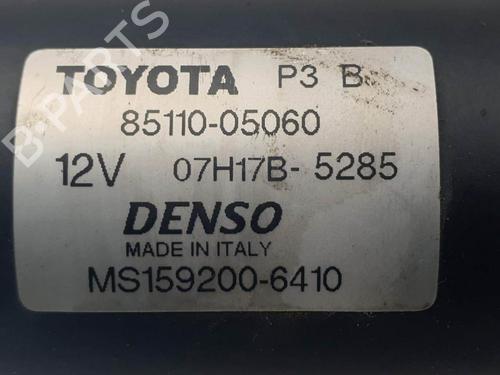 TOYOTA P3 B
85110-05060
12V 07H17B- 5285
DENSO
MADE IN ITALY
MS159200-6410
B-PARTS